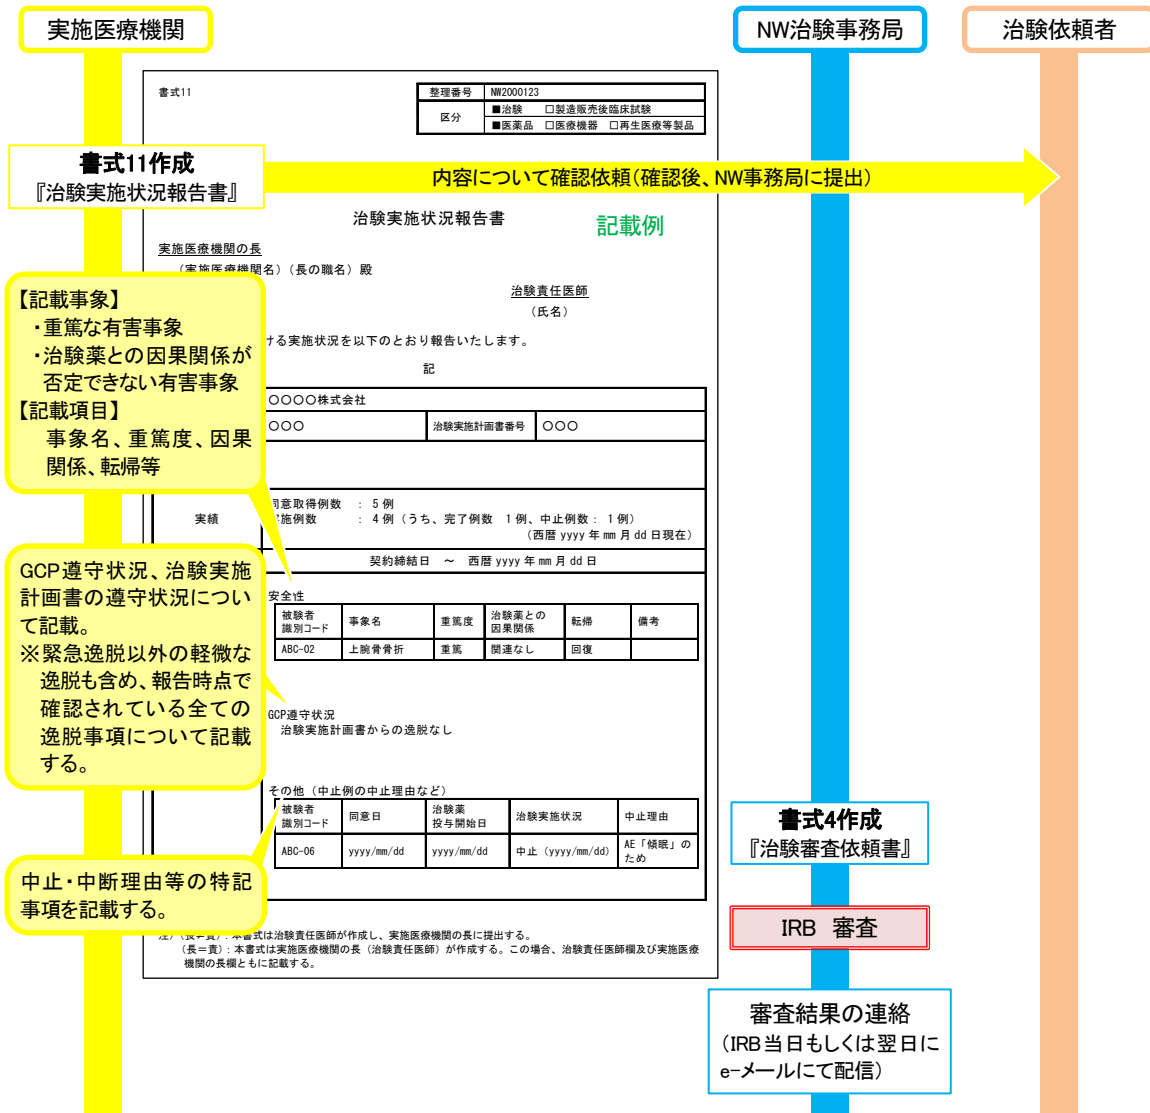 実施医療機関
NW治験事務局
治験依頼者
書式11
整理番号 NW2000123
区分 ■治験 □製造販売後臨床試験
■医薬品 □医療機器 □再生医療等製品
書式11作成
『治験実施状況報告書』
内容について確認依頼(確認後、NW事務局に提出)
治験実施状況報告書
記載例
実施医療機関の長
(実施医療機関名)(長の職名) 殿
治験責任医師
(氏名)
ける実施状況を以下のとおり報告いたします。
記
【記載事象】
・重篤な有害事象
・治験薬との因果関係が
否定できない有害事象
【記載項目】
事象名、重篤度、因果
関係、転帰等
〇〇〇〇株式会社
〇〇〇 治験実施計画書番号 〇〇〇
実績
同意取得例数 : 5 例
実施例数 : 4 例 (うち、完了例数 1 例、中止例数: 1 例)
(西暦 yyyy 年 mm 月 dd 日現在)
契約締結日 ~ 西暦 yyyy 年 mm 月 dd 日
GCP遵守状況、治験実施
計画書の遵守状況につい
て記載。
※緊急逸脱以外の軽微な
逸脱も含め、報告時点で
確認されている全ての
逸脱事項について記載
する。
安全性
被験者
識別コード 事象名 重篤度 治験薬との
因果関係 転帰 備考
ABC-02 上腕骨骨折 重篤 関連なし 回復
GCP遵守状況
治験実施計画書からの逸脱なし
その他(中止例の中止理由など)
被験者
識別コード 同意日 治験薬
投与開始日 治験実施状況 中止理由
ABC-06 yyyy/mm/dd yyyy/mm/dd 中止 (yyyy/mm/dd) AE「傾眠」の
ため
中止・中断理由等の特記
事項を記載する。
注)(長≠責):本書式は治験責任医師が作成し、実施医療機関の長に提出する。
(長=責):本書式は実施医療機関の長(治験責任医師)が作成する。この場合、治験責任医師欄及び実施医療
機関の長欄ともに記載する。
書式4作成
『治験審査依頼書』
IRB 審査
審査結果の連絡
(IRB当日もしくは翌日に
e-メールにて配信)